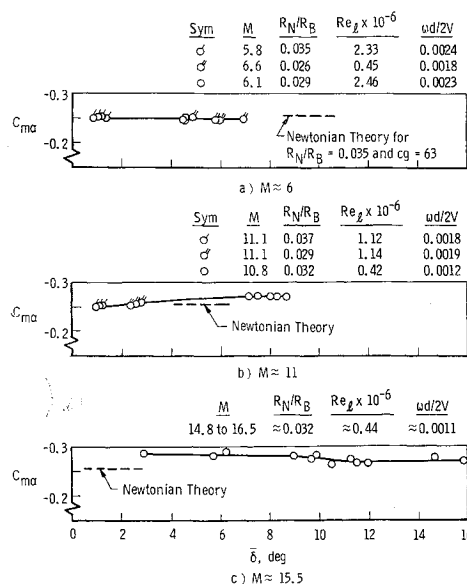 Sym M R_N/R_B Re_ℓ x 10^-6 ωd/2V
♂ 5.8 0.035 2.33 0.0024
♂ 6.6 0.026 0.45 0.0018
○ 6.1 0.029 2.46 0.0023
-0.3
C_mα
-0.2
Newtonian Theory for
R_N/R_B = 0.035 and cg = 63
a) M ≈ 6
Sym M R_N/R_B Re_ℓ x 10^-6 ωd/2V
♂ 11.1 0.037 1.12 0.0018
♂ 11.1 0.029 1.14 0.0019
○ 10.8 0.032 0.42 0.0012
-0.3
C_mα
-0.2
Newtonian Theory
b) M ≈ 11
M R_N/R_B Re_ℓ x 10^-6 ωd/2V
14.8 to 16.5 ≈0.032 ≈0.44 ≈0.0011
-0.3
C_mα
-0.2
Newtonian Theory
0 2 4 6 8 10 12 14 16
δ, deg
c) M ≈ 15.5